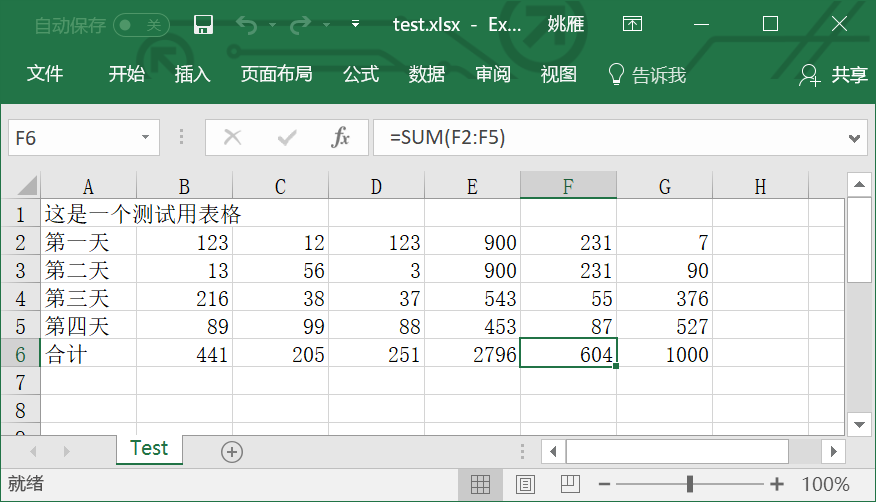 自动保存 关 test.xlsx - Ex... 姚雁
文件 开始 插入 页面布局 公式 数据 审阅 视图 告诉我 共享
F6 fx =SUM(F2:F5)
A B C D E F G H
1 这是一个测试用表格
2 第一天 123 12 123 900 231 7
3 第二天 13 56 3 900 231 90
4 第三天 216 38 37 543 55 376
5 第四天 89 99 88 453 87 527
6 合计 441 205 251 2796 604 1000
7
8
9
Test
就绪 100%